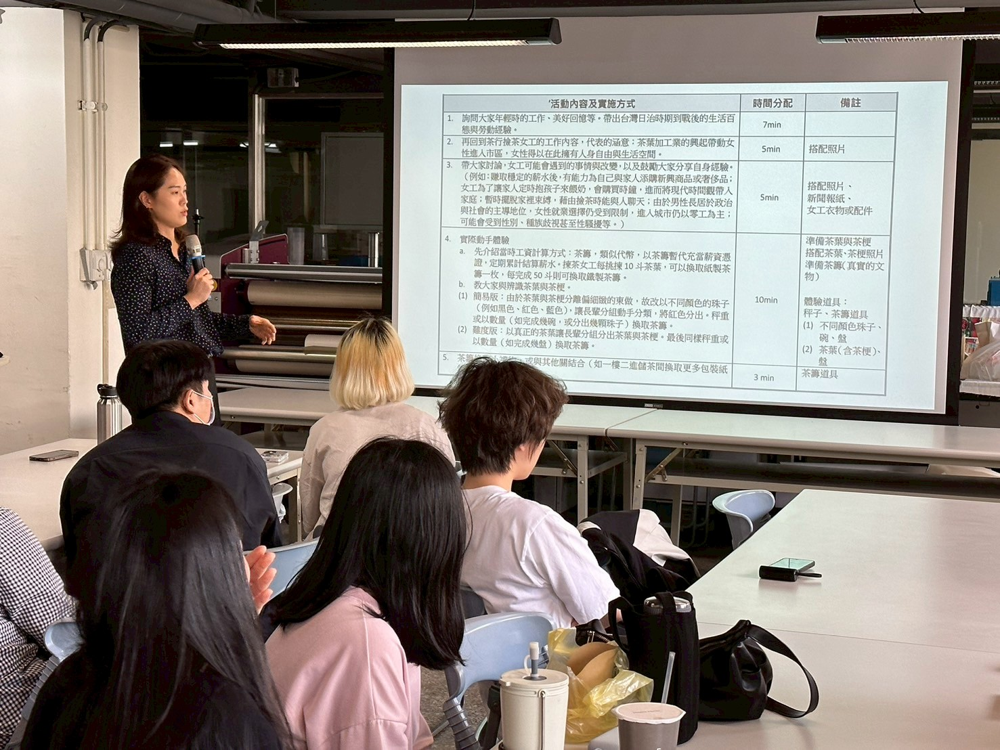 活動內容及實施方式
時間分配
備註
1. 詢問大家年輕時的工作、美好回憶等。帶出台灣日治時期到戰後的生活百
態與勞動經驗。
7min
2. 再回到茶行撿茶女工的工作內容,代表的涵意:茶葉加工業的興起帶動女
性進入市區,女性得以在此擁有人身自由與生活空間。
5min
搭配照片
3. 帶大家討論,女工可能會遇到的事情與改變,以及鼓勵大家分享自身經驗。
(例如:賺取穩定的薪水後,有能力為自己與家人添購新興商品或奢侈品;
女工為了讓家人定時抱孩子來餵奶,會購買時鐘,進而將現代時間觀帶入
家庭;暫時擺脫家裡束縛,藉由撿茶時能與人聊天;由於男性長居於政治
與社會的主導地位,女性就業選擇仍受到限制,進入城市仍以零工為主;
可能會受到性別、種族歧視甚至性騷擾等。)
5min
搭配照片、
新聞報紙、
女工衣物或配件
4. 實際動手體驗
a. 先介紹當時工資計算方式:茶籌,類似代幣,以茶籌暫代充當薪資憑
證,定期累計結算薪水。揀茶女工每挑揀 10 斗茶葉,可以換取紙製茶
籌一枚,每完成 50 斗則可換取鐵製茶籌。
b. 教大家與辨識茶葉與茶梗。
(1) 簡易版:由於茶葉與茶梗分離偏細緻的東做,故改以不同顏色的珠子
(例如黑色、紅色、藍色),讓長輩分組動手分類,將紅色分出。秤重
或以數量(如完成幾碗,或分出幾顆珠子)換取茶籌。
(2) 難度版:以真正的茶葉讓長輩分組分出茶葉與茶梗。最後同樣秤重或
以數量(如完成幾盤)換取茶籌。
10min
準備茶葉與茶梗
搭配茶葉、茶梗照片
準備茶籌(真實的文
物)
體驗道具:
秤子、茶籌道具
(1) 不同顏色珠子、
碗、盤
(2) 茶葉(含茶梗)、
盤
5. 茶籌 或與其他關結合(如一樓二進儲茶間換取更多包裝紙
3 min
茶籌道具